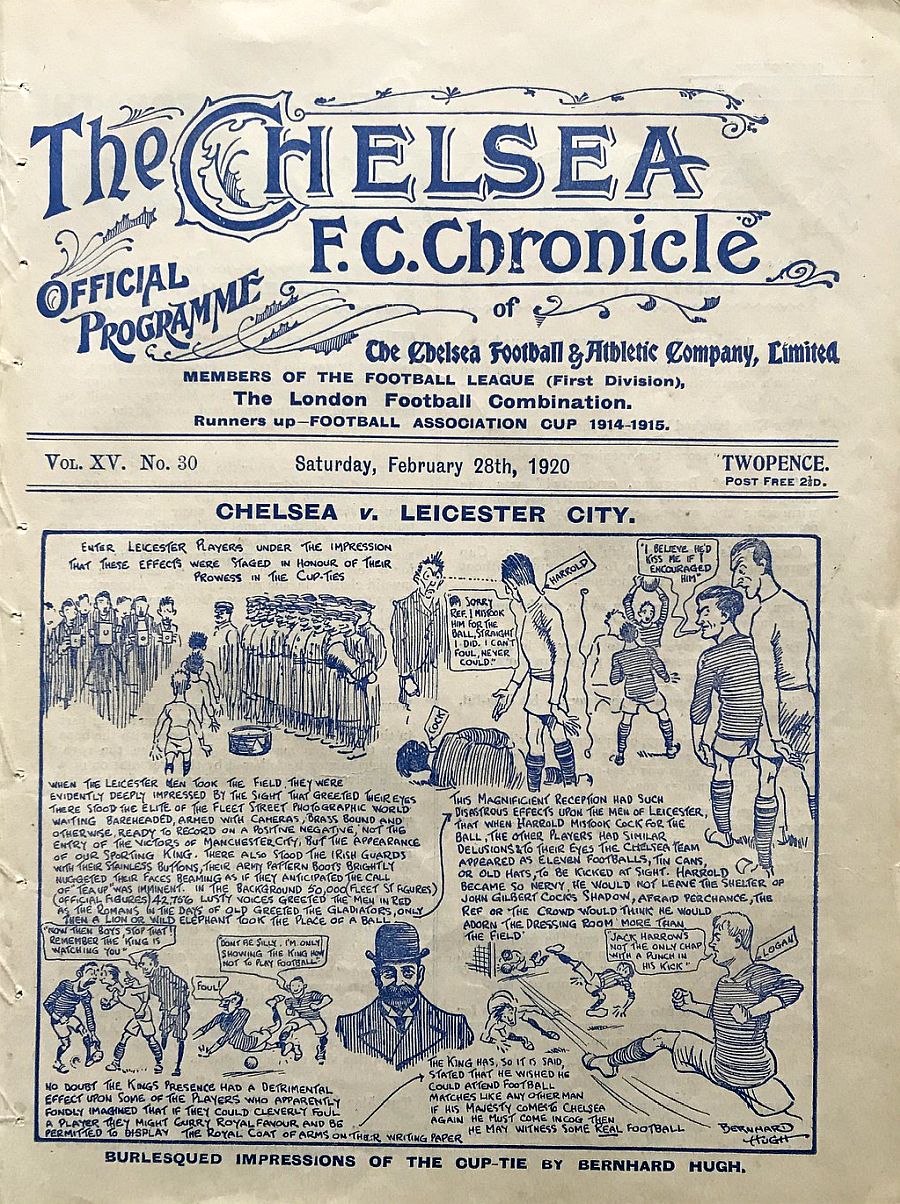 The CHELSEA
F.C. Chronicle
OFFICIAL
PROGRAMME
of
The Chelsea Football & Athletic Company, Limited
MEMBERS OF THE FOOTBALL LEAGUE (First Division),
The London Football Combination.
Runners up—FOOTBALL ASSOCIATION CUP 1914-1915.
VOL. XV. No. 30
Saturday, February 28th, 1920
TWOPENCE.
POST FREE 2½D.
CHELSEA v. LEICESTER CITY.
ENTER LEICESTER PLAYERS UNDER THE IMPRESSION
THAT THESE EFFECTS WERE STAGED IN HONOUR OF THEIR
PROWESS IN THE CUP-TIES
HARROLD
"I'M SORRY
REF. I MISTOOK
HIM FOR THE
BALL, STRAIGHT
I DID. I CAN'T
FOUL, NEVER
COULD."
COCK
"I BELIEVE HE'D
KISS ME IF I
ENCOURAGED
HIM"
WHEN THE LEICESTER MEN TOOK THE FIELD THEY WERE
EVIDENTLY DEEPLY IMPRESSED BY THE SIGHT THAT GREETED THEIR EYES
THERE STOOD THE ELITE OF THE FLEET STREET PHOTOGRAPHIC WORLD
WAITING BAREHEADED, ARMED WITH CAMERAS, BRASS BOUND AND
OTHERWISE, READY TO RECORD ON A POSITIVE NEGATIVE, NOT THE
ENTRY OF THE VICTORS OF MANCHESTER CITY, BUT THE APPEARANCE
OF OUR SPORTING KING. THERE ALSO STOOD THE IRISH GUARDS
WITH THEIR STAINLESS BUTTONS, THEIR ARMY PATTERN BOOTS BRIGHTLY
NUGGETED THEIR FACES BEAMING AS IF THEY ANTICIPATED THE CALL
OF "TEA UP" WAS IMMINENT. IN THE BACKGROUND 50,000 (FLEET ST FIGURES)
(OFFICIAL FIGURES) 42,756 LUSTY VOICES GREETED THE MEN IN RED
AS THE ROMANS IN THE DAYS OF OLD GREETED THE GLADIATORS, ONLY
THEN A LION OR WILD ELEPHANT TOOK THE PLACE OF A BALL
THIS MAGNIFICIENT RECEPTION HAD SUCH
DISASTROUS EFFECTS UPON THE MEN OF LEICESTER,
THAT WHEN HARROLD MISTOOK COCK FOR THE
BALL, THE OTHER PLAYERS HAD SIMILAR
DELUSIONS & TO THEIR EYES THE CHELSEA TEAM
APPEARED AS ELEVEN FOOTBALLS, TIN CANS,
OR OLD HATS, TO BE KICKED AT SIGHT. HARROLD
BECAME SO NERVY, HE WOULD NOT LEAVE THE SHELTER OF
JOHN GILBERT COCK'S SHADOW, AFRAID PERCHANCE, THE
REF OR THE CROWD WOULD THINK HE WOULD
ADORN THE DRESSING ROOM MORE THAN
THE FIELD
"NOW THEN BOYS, STOP THAT!
REMEMBER THE KING IS
WATCHING YOU"
FOUL!
"DON'T BE SILLY, I'M ONLY
SHOWING THE KING HOW
NOT TO PLAY FOOTBALL"
"JACK HARROW'S
NOT THE ONLY CHAP
WITH A PUNCH IN
HIS KICK"
LOGAN
NO DOUBT THE KINGS PRESENCE HAD A DETRIMENTAL
EFFECT UPON SOME OF THE PLAYERS WHO APPARENTLY
FONDLY IMAGINED THAT IF THEY COULD CLEVERLY FOUL
A PLAYER THEY MIGHT CURRY ROYAL FAVOUR AND BE
PERMITTED TO DISPLAY THE ROYAL COAT OF ARMS ON THEIR WRITING PAPER
THE KING HAS, SO IT IS SAID,
STATED THAT HE WISHED HE
COULD ATTEND FOOTBALL
MATCHES LIKE ANY OTHER MAN
IF HIS MAJESTY COMES TO CHELSEA
AGAIN HE MUST COME INCOG THEN
HE MAY WITNESS SOME REAL FOOTBALL
BERNHARD
HUGH
BURLESQUED IMPRESSIONS OF THE CUP-TIE BY BERNHARD HUGH.